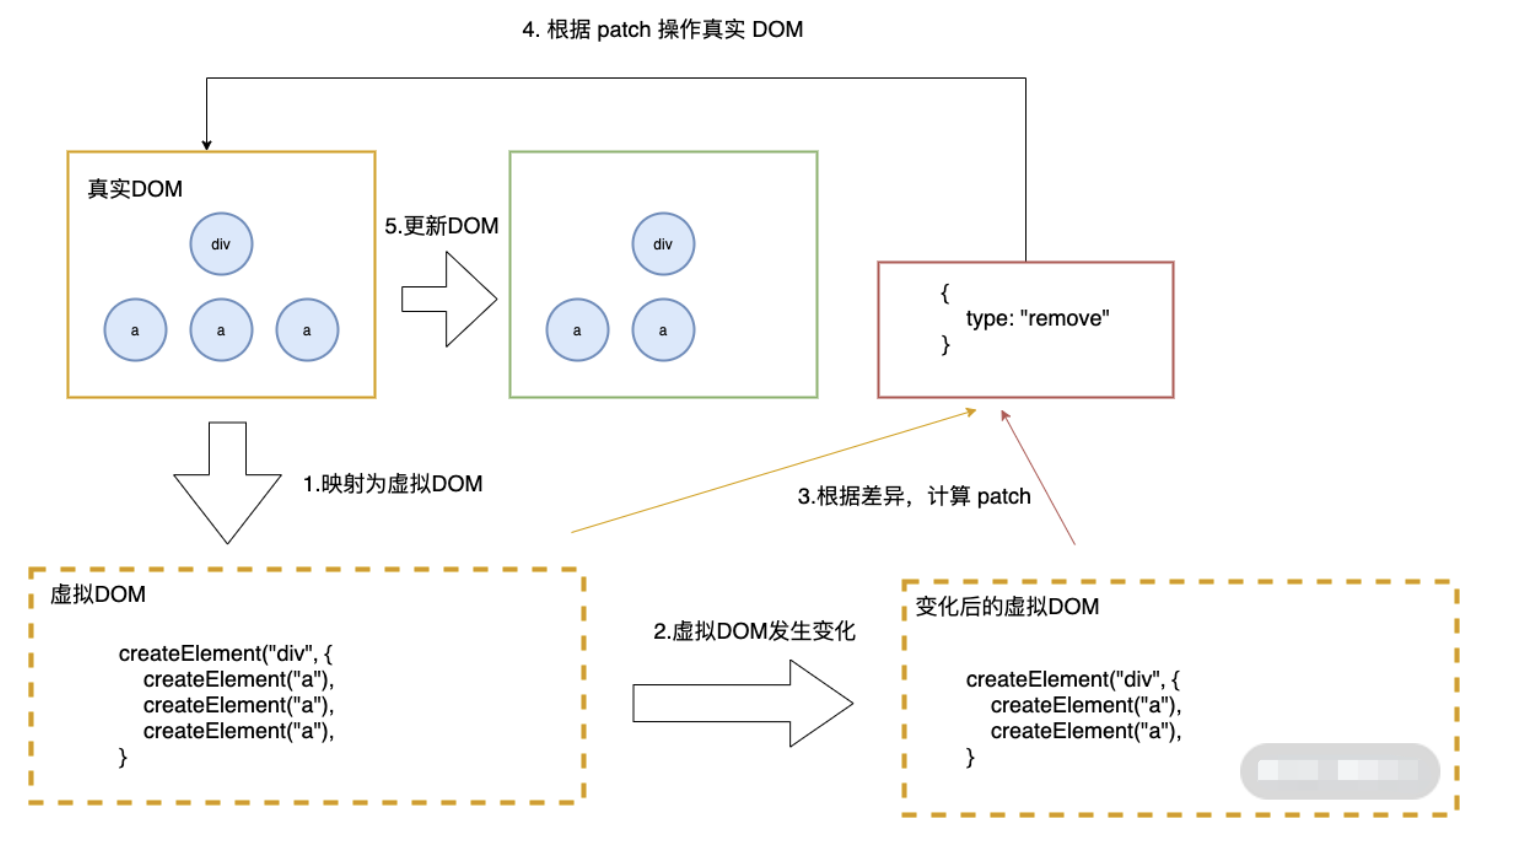 4. 根据 patch 操作真实 DOM
真实DOM
div
a
a
a
5.更新DOM
div
a
a
{
type: "remove"
}
1.映射为虚拟DOM
3.根据差异，计算 patch
虚拟DOM
createElement("div", {
createElement("a"),
createElement("a"),
createElement("a"),
}
2.虚拟DOM发生变化
变化后的虚拟DOM
createElement("div", {
createElement("a"),
createElement("a"),
}